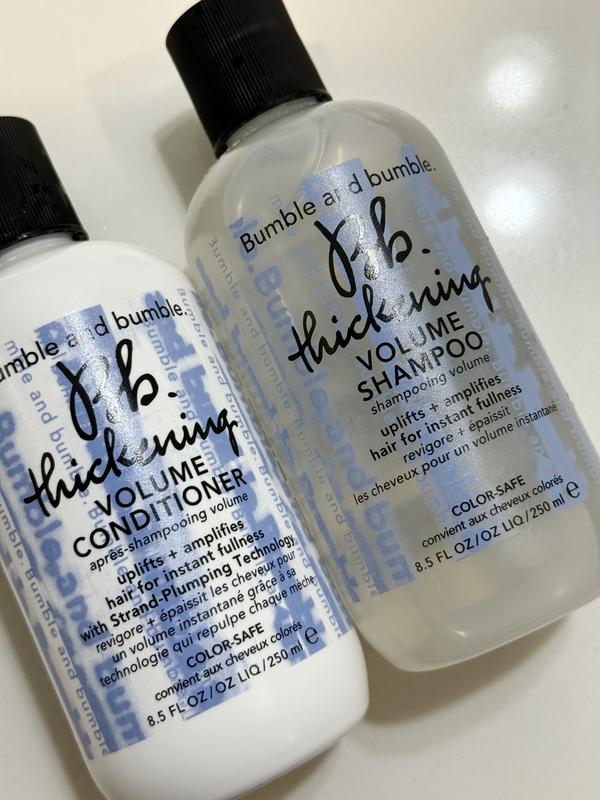 umble and bumble.
Bb.
thickening
VOLUME
CONDITIONER
après-shampooing volume
uplifts + amplifies
hair for instant fullness
with Strand-Plumping Technology
revigore + épaissit les cheveux pour
un volume instantané grâce à sa
technologie qui repulpe chaque mèche
COLOR-SAFE
convient aux cheveux colorés
8.5 FL OZ/OZ LIQ/250 ml e
Bumble and bumble.
Bb.
thickening
VOLUME
SHAMPOO
shampooing volume
uplifts + amplifies
hair for instant fullness
revigore + épaissit
les cheveux pour un volume instantané
COLOR-SAFE
convient aux cheveux colorés
8.5 FL OZ/OZ LIQ/250 ml e